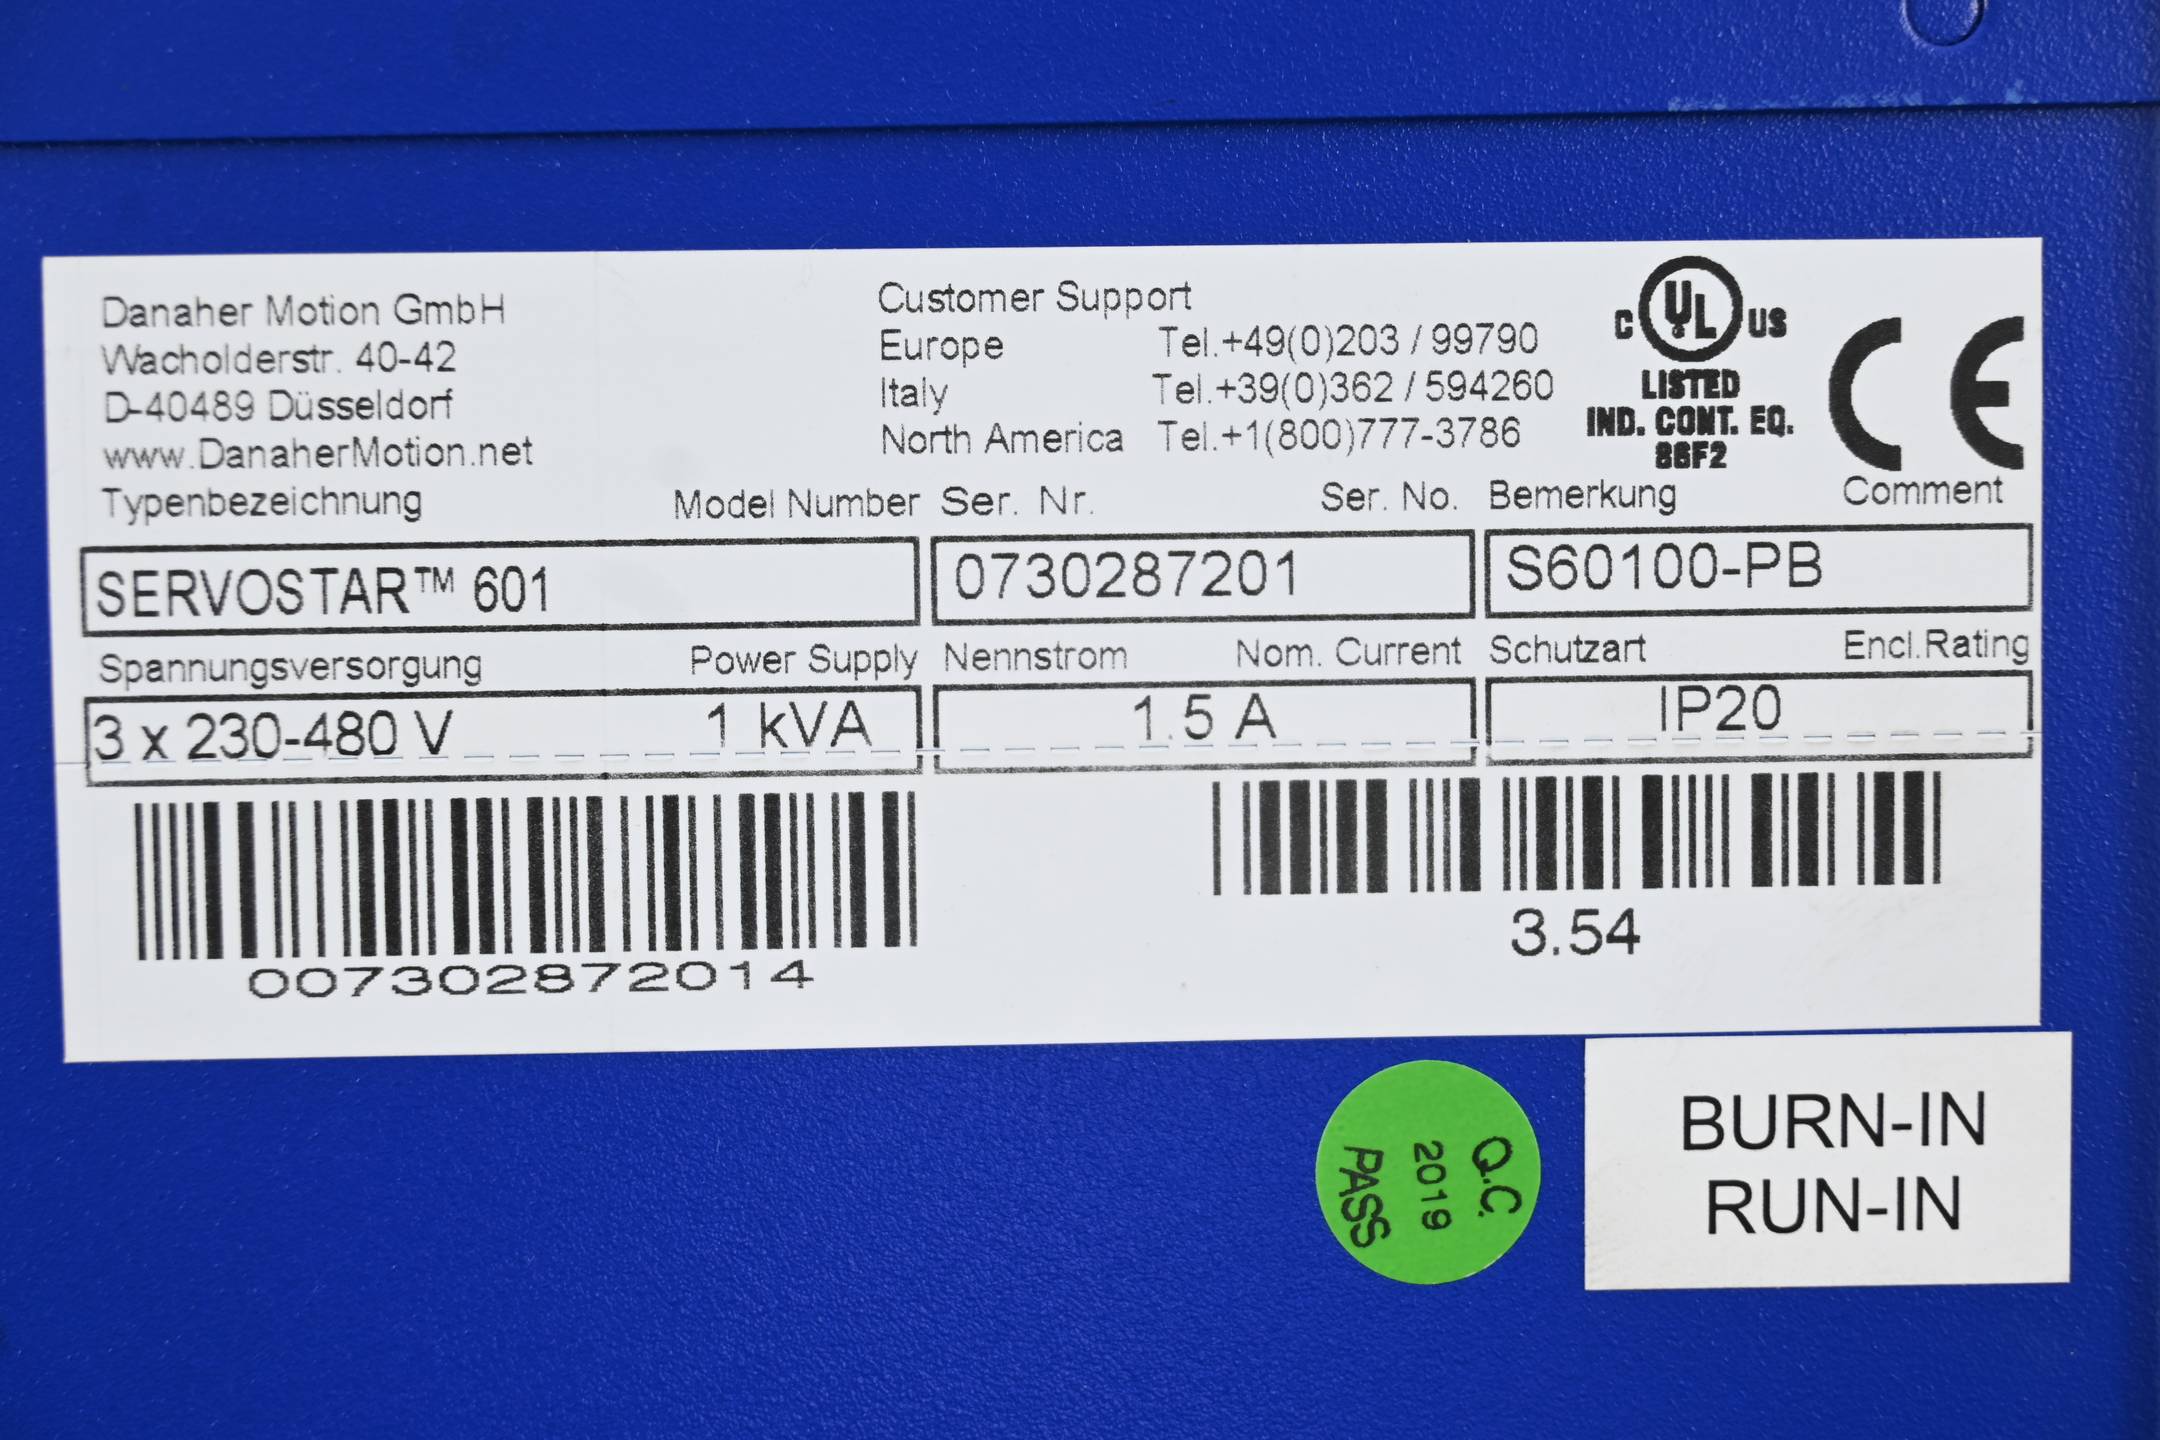 Danaher Motion GmbH
Wacholderstr. 40-42
D-40489 Düsseldorf
www.DanaherMotion.net
Customer Support
Europe Tel.+49(0)203 / 99790
Italy Tel.+39(0)362 / 594260
North America Tel.+1(800)777-3786
C UL US
LISTED
IND. CONT. EQ.
86F2
CE
Typenbezeichnung Model Number Ser. Nr. Ser. No. Bemerkung Comment
SERVOSTAR™ 601 0730287201 S60100-PB
Spannungsversorgung Power Supply Nennstrom Nom. Current Schutzart Encl.Rating
3 x 230-480 V 1 kVA 1.5 A IP20
007302872014
3.54
Q.C.
2019
PASS
BURN-IN
RUN-IN